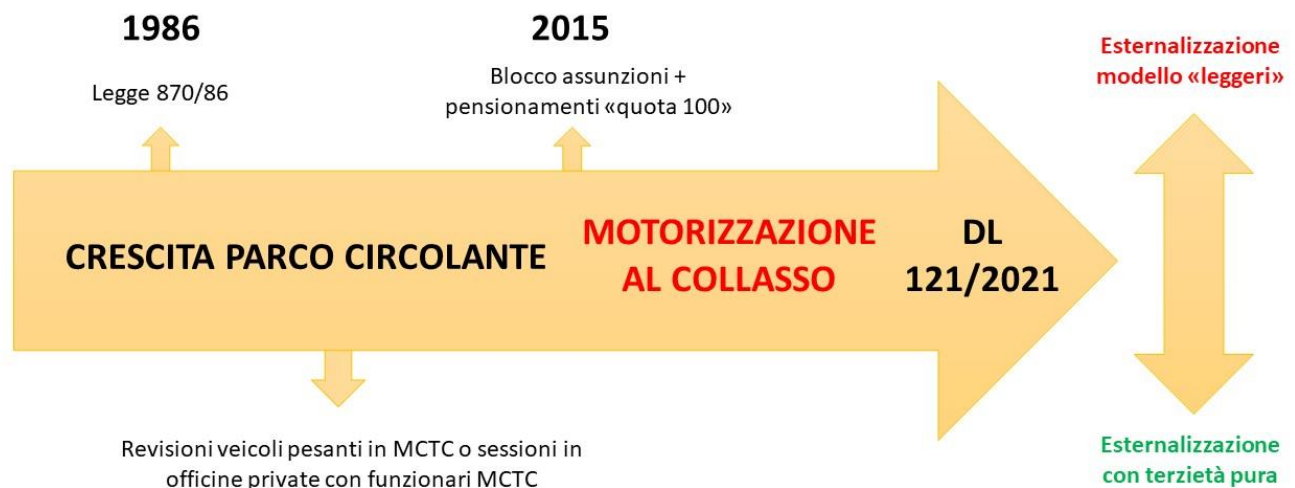 1986
Legge 870/86
2015
Blocco assunzioni +
pensionamenti «quota 100»
Esternalizzazione
modello «leggeri»
CRESCITA PARCO CIRCOLANTE
MOTORIZZAZIONE
AL COLLASSO
DL
121/2021
Revisioni veicoli pesanti in MCTC o sessioni in
officine private con funzionari MCTC
Esternalizzazione
con terzietà pura